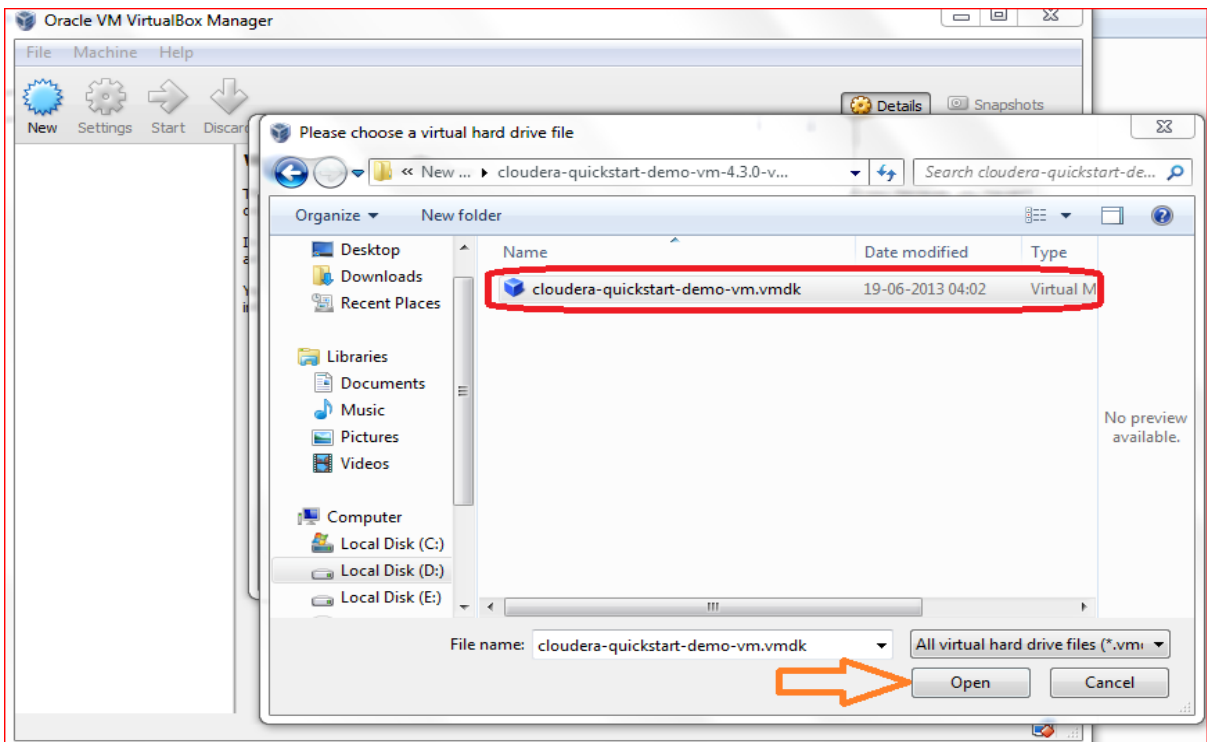 Oracle VM VirtualBox Manager
File Machine Help
New Settings Start Discard
Details Snapshots
Please choose a virtual hard drive file
« New ... cloudera-quickstart-demo-vm-4.3.0-v...
Search cloudera-quickstart-de...
Organize New folder
Name Date modified Type
cloudera-quickstart-demo-vm.vmdk 19-06-2013 04:02 Virtual M
Desktop
Downloads
Recent Places
Libraries
Documents
Music
Pictures
Videos
Computer
Local Disk (C:)
Local Disk (D:)
Local Disk (E:)
No preview
available.
File name: cloudera-quickstart-demo-vm.vmdk
All virtual hard drive files (*.vm
Open Cancel